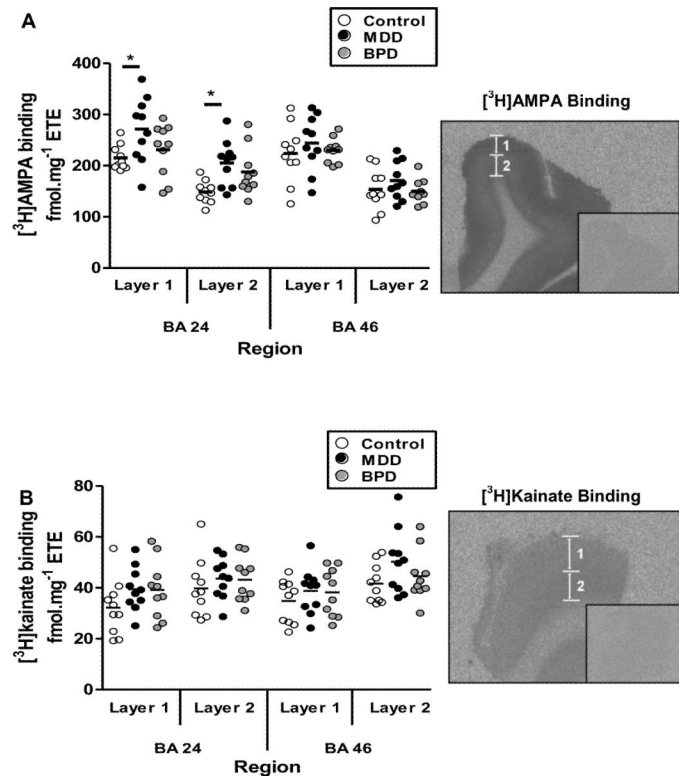 A
Control
MDD
BPD
[³H]AMPA binding
fmol.mg⁻¹ ETE
400
300
200
100
0
*
*
Layer 1
Layer 2
Layer 1
Layer 2
BA 24
BA 46
Region
[³H]AMPA Binding
1
2
B
Control
MDD
BPD
[³H]kainate binding
fmol.mg⁻¹ ETE
80
60
40
20
0
Layer 1
Layer 2
Layer 1
Layer 2
BA 24
BA 46
Region
[³H]Kainate Binding
1
2